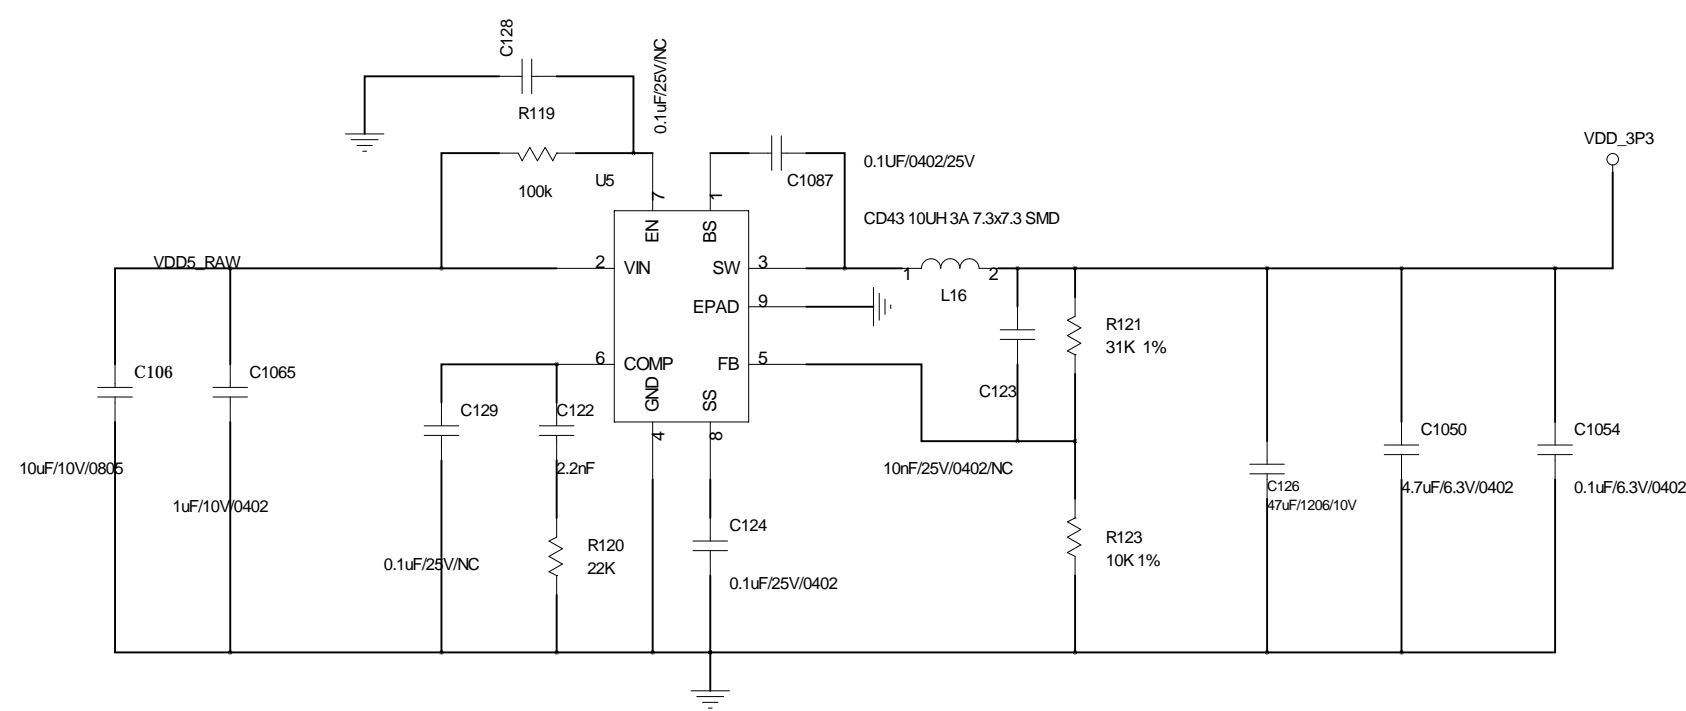 C128
0.1uF/25V/NC
R119
100k
U5
7
1
C1087
0.1UF/0402/25V
CD43 10UH 3A 7.3x7.3 SMD
VDD_3P3
EN
BS
VDD5_RAW
2
VIN
SW
3
1
2
L16
EPAD
9
R121
31K 1%
6
COMP
FB
5
GND
SS
4
8
C106
C1065
C129
C122
C123
C1050
C1054
10uF/10V/0805
2.2nF
10nF/25V/0402/NC
C126
47uF/1206/10V
4.7uF/6.3V/0402
0.1uF/6.3V/0402
1uF/10V/0402
C124
R120
22K
R123
10K 1%
0.1uF/25V/NC
0.1uF/25V/0402